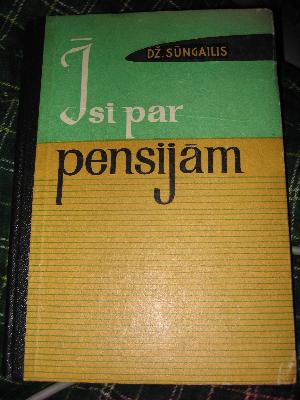 DŽ. SŪNGAILIS
Īsi par
pensijām